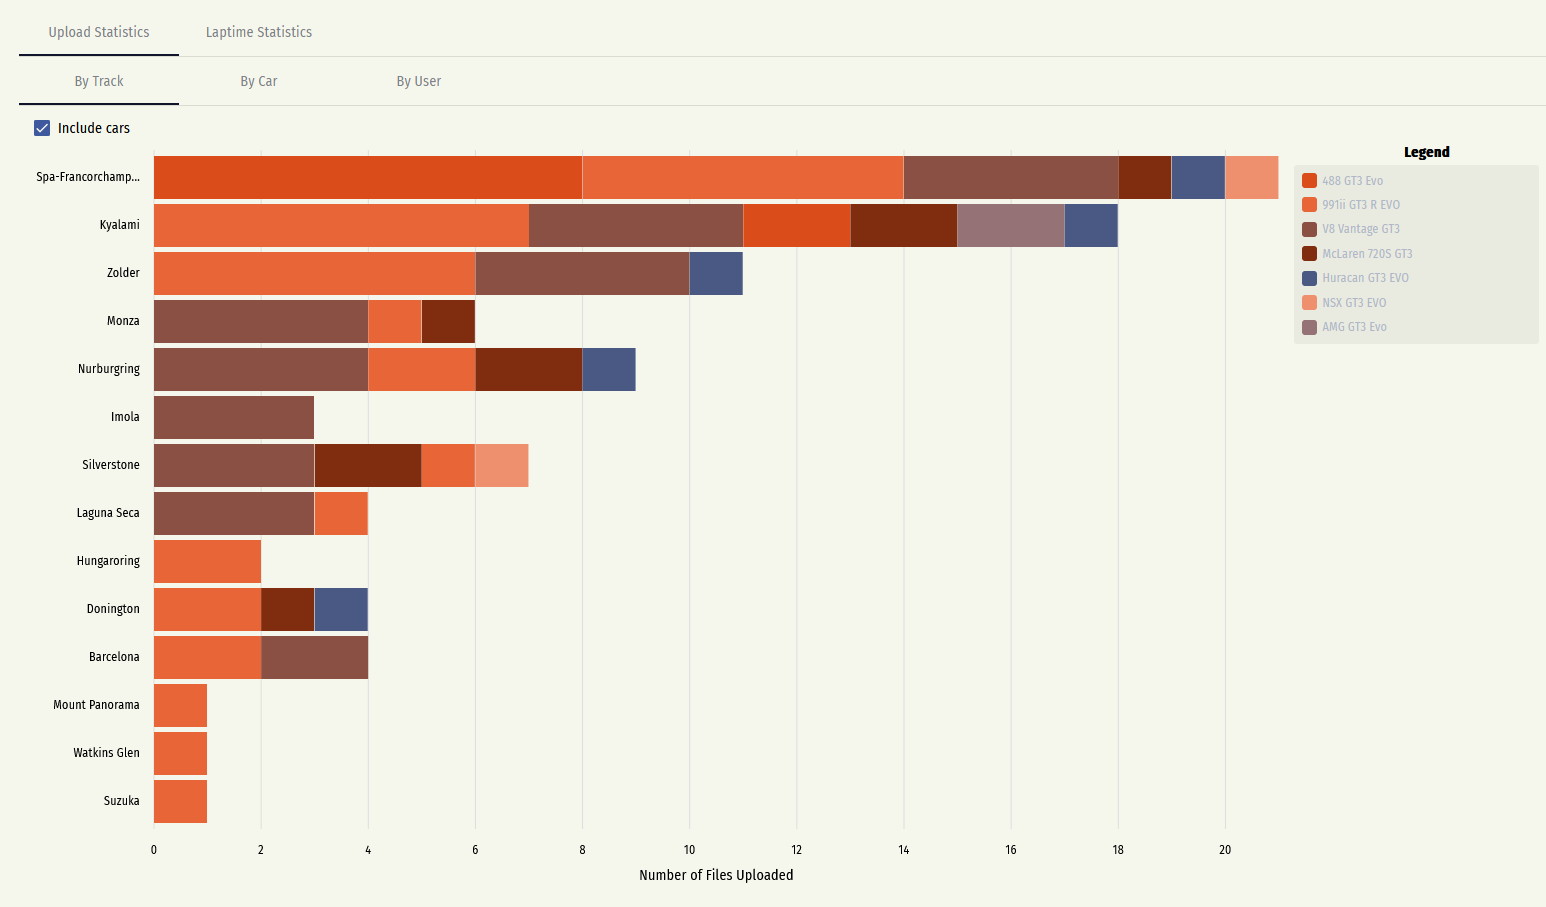 Upload Statistics
Laptime Statistics
By Track
By Car
By User
Include cars
Legend
488 GT3 Evo
991ii GT3 R EVO
V8 Vantage GT3
McLaren 720S GT3
Huracan GT3 EVO
NSX GT3 EVO
AMG GT3 Evo
Spa-Francorchamp...
Kyalami
Zolder
Monza
Nurburgring
Imola
Silverstone
Laguna Seca
Hungaroring
Donington
Barcelona
Mount Panorama
Watkins Glen
Suzuka
0 2 4 6 8 10 12 14 16 18 20
Number of Files Uploaded